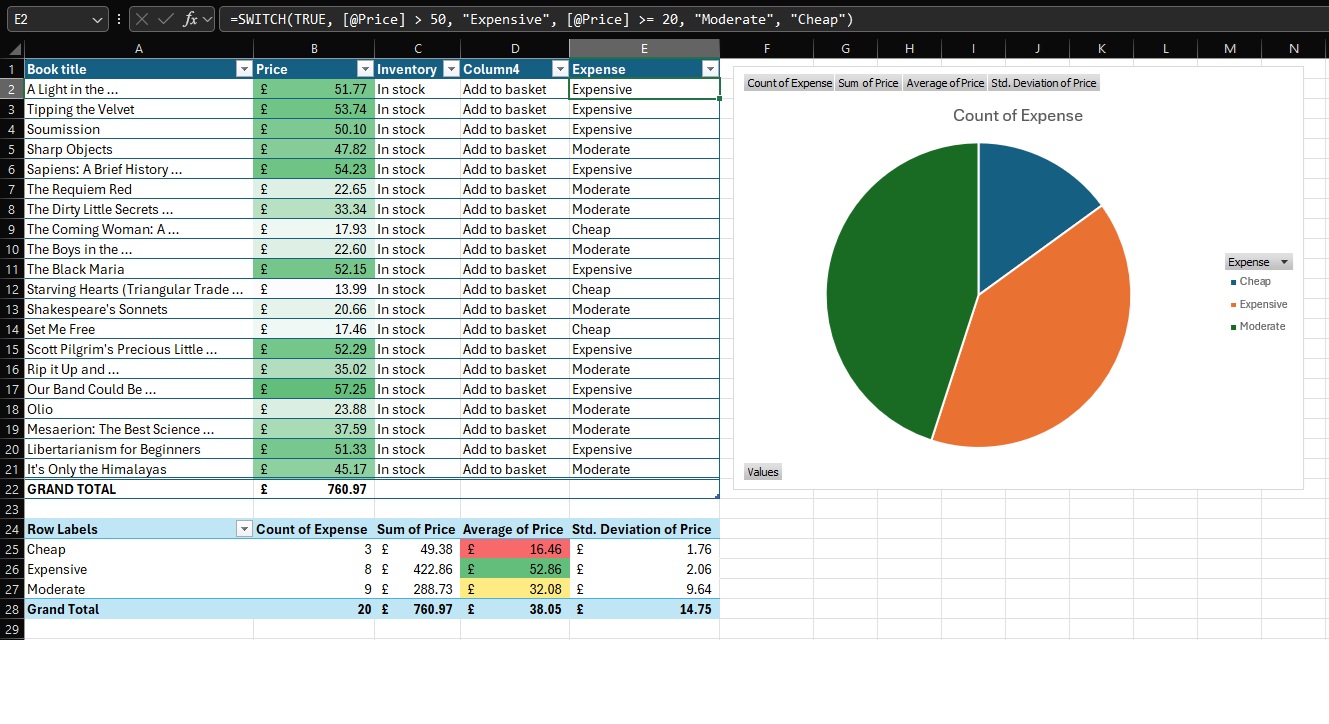 E2 fx =SWITCH(TRUE, [@Price] > 50, "Expensive", [@Price] >= 20, "Moderate", "Cheap")
A B C D E F G H I J K L M N
1 Book title Price Inventory Column4 Expense
2 A Light in the ... £ 51.77 In stock Add to basket Expensive
3 Tipping the Velvet £ 53.74 In stock Add to basket Expensive
4 Soumission £ 50.10 In stock Add to basket Expensive
5 Sharp Objects £ 47.82 In stock Add to basket Moderate
6 Sapiens: A Brief History ... £ 54.23 In stock Add to basket Expensive
7 The Requiem Red £ 22.65 In stock Add to basket Moderate
8 The Dirty Little Secrets ... £ 33.34 In stock Add to basket Moderate
9 The Coming Woman: A ... £ 17.93 In stock Add to basket Cheap
10 The Boys in the ... £ 22.60 In stock Add to basket Moderate
11 The Black Maria £ 52.15 In stock Add to basket Expensive
12 Starving Hearts (Triangular Trade ... £ 13.99 In stock Add to basket Cheap
13 Shakespeare's Sonnets £ 20.66 In stock Add to basket Moderate
14 Set Me Free £ 17.46 In stock Add to basket Cheap
15 Scott Pilgrim's Precious Little ... £ 52.29 In stock Add to basket Expensive
16 Rip it Up and ... £ 35.02 In stock Add to basket Moderate
17 Our Band Could Be ... £ 57.25 In stock Add to basket Expensive
18 Olio £ 23.88 In stock Add to basket Moderate
19 Mesaerion: The Best Science ... £ 37.59 In stock Add to basket Moderate
20 Libertarianism for Beginners £ 51.33 In stock Add to basket Expensive
21 It's Only the Himalayas £ 45.17 In stock Add to basket Moderate
22 GRAND TOTAL £ 760.97
23
24 Row Labels Count of Expense Sum of Price Average of Price Std. Deviation of Price
25 Cheap 3 £ 49.38 £ 16.46 £ 1.76
26 Expensive 8 £ 422.86 £ 52.86 £ 2.06
27 Moderate 9 £ 288.73 £ 32.08 £ 9.64
28 Grand Total 20 £ 760.97 £ 38.05 £ 14.75
29
Count of Expense Sum of Price Average of Price Std. Deviation of Price
Count of Expense
Expense
Cheap
Expensive
Moderate
Values